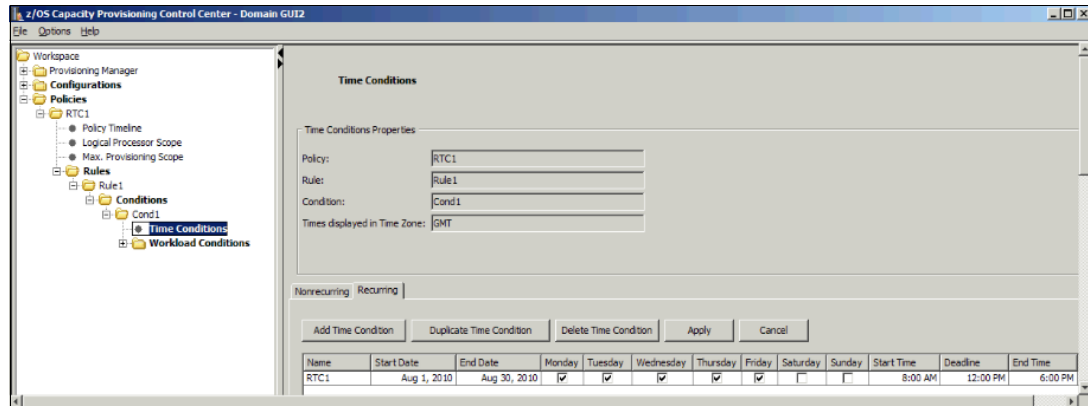 z/OS Capacity Provisioning Control Center - Domain GUI2
File Options Help
Workspace
Provisioning Manager
Configurations
Policies
RTC1
Policy Timeline
Logical Processor Scope
Max. Provisioning Scope
Rules
Rule1
Conditions
Cond1
Time Conditions
Workload Conditions
Time Conditions
Time Conditions Properties
Policy: RTC1
Rule: Rule1
Condition: Cond1
Times displayed in Time Zone: GMT
Nonrecurring Recurring
Add Time Condition Duplicate Time Condition Delete Time Condition Apply Cancel
Name Start Date End Date Monday Tuesday Wednesday Thursday Friday Saturday Sunday Start Time Deadline End Time
RTC1 Aug 1, 2010 Aug 30, 2010 8:00 AM 12:00 PM 6:00 PM